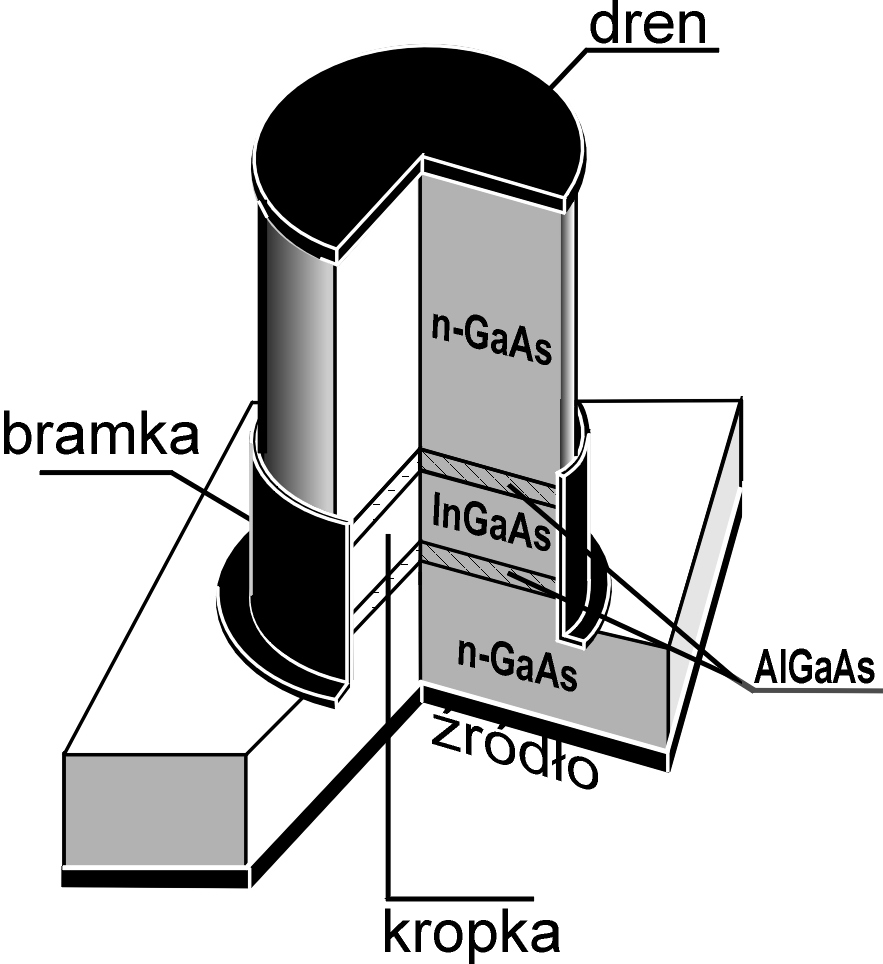 dren
n-GaAs
bramka
InGaAs
n-GaAs
AlGaAs
źródło
kropka